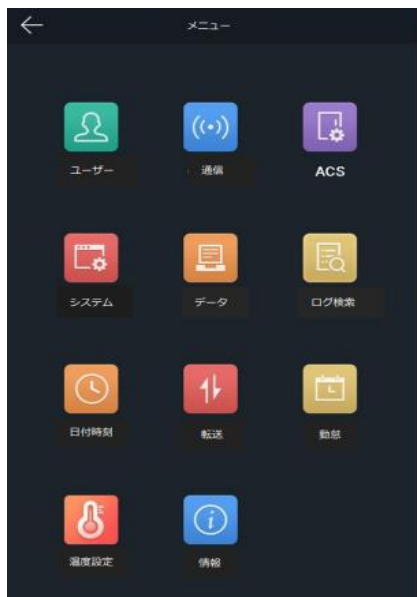 メニュー
ユーザー
通信
ACS
システム
データ
ログ検索
日付時刻
転送
勤怠
温度設定
情報